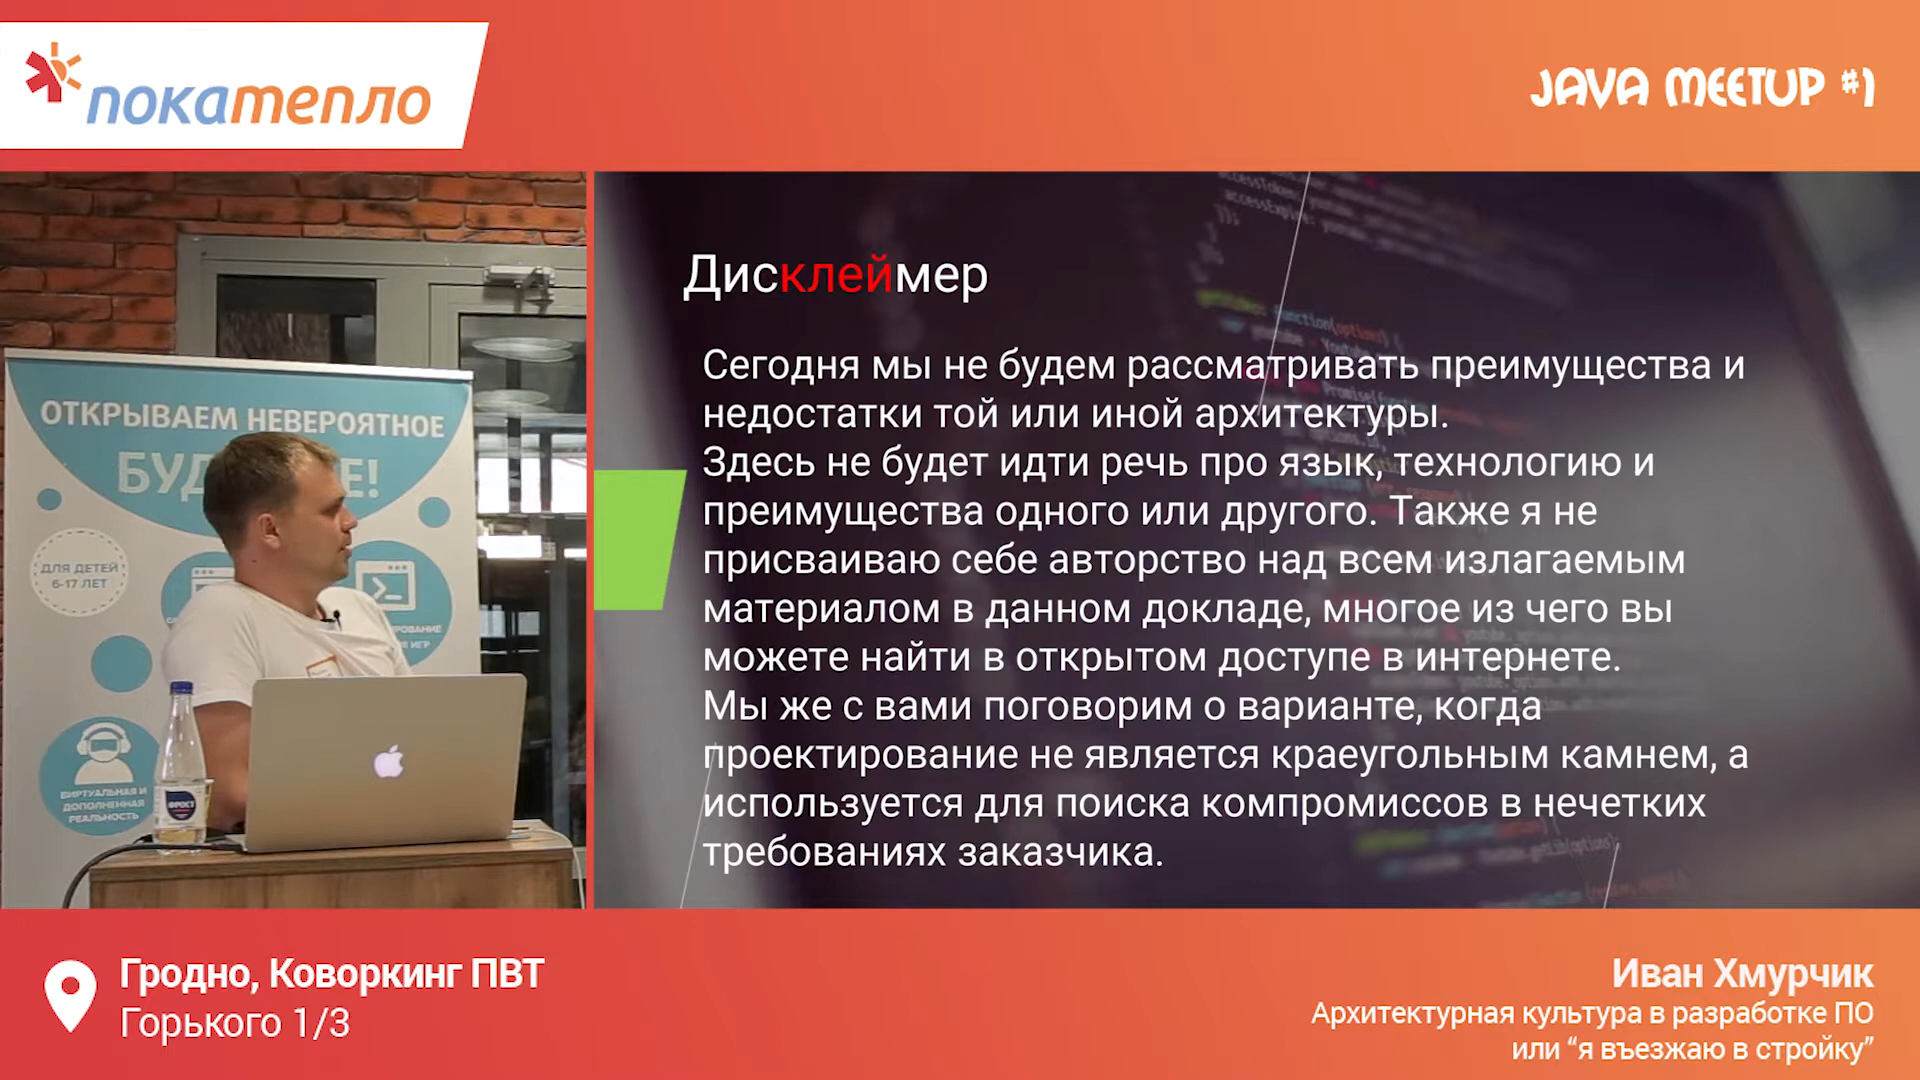 покатепло
JAVA MEETUP #1
ОТКРЫВАЕМ НЕВЕРОЯТНОЕ
ДЛЯ ДЕТЕЙ
6-17 ЛЕТ
ВИРТУАЛЬНАЯ И
ДОПОЛНЕННАЯ
РЕАЛЬНОСТЬ
ФРОСТ
Дисклеймер
Сегодня мы не будем рассматривать преимущества и
недостатки той или иной архитектуры.
Здесь не будет идти речь про язык, технологию и
преимущества одного или другого. Также я не
присваиваю себе авторство над всем излагаемым
материалом в данном докладе, многое из чего вы
можете найти в открытом доступе в интернете.
Мы же с вами поговорим о варианте, когда
проектирование не является краеугольным камнем, а
используется для поиска компромиссов в нечетких
требованиях заказчика.
Гродно, Коворкинг ПВТ
Горького 1/3
Иван Хмурчик
Архитектурная культура в разработке ПО
или “я въезжаю в стройку”